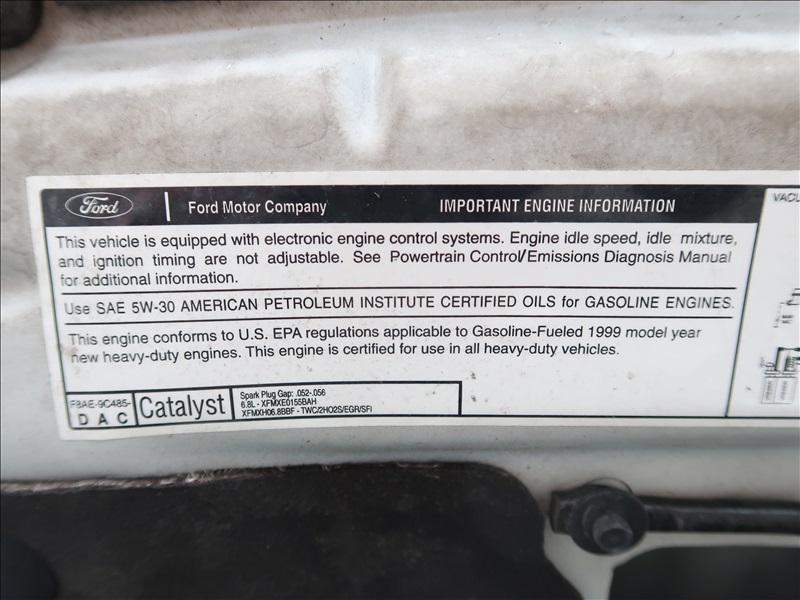 Ford Ford Motor Company IMPORTANT ENGINE INFORMATION
This vehicle is equipped with electronic engine control systems. Engine idle speed, idle mixture,
and ignition timing are not adjustable. See Powertrain Control/Emissions Diagnosis Manual
for additional information.
Use SAE 5W-30 AMERICAN PETROLEUM INSTITUTE CERTIFIED OILS for GASOLINE ENGINES.
This engine conforms to U.S. EPA regulations applicable to Gasoline-Fueled 1999 model year
new heavy-duty engines. This engine is certified for use in all heavy-duty vehicles.
F8AE-9C485-
D A C
Catalyst
Spark Plug Gap: .052-.056
6.8L - XFMXE0155BAH
XFMXH06.8BBF - TWC/2HO2S/EGR/SFI